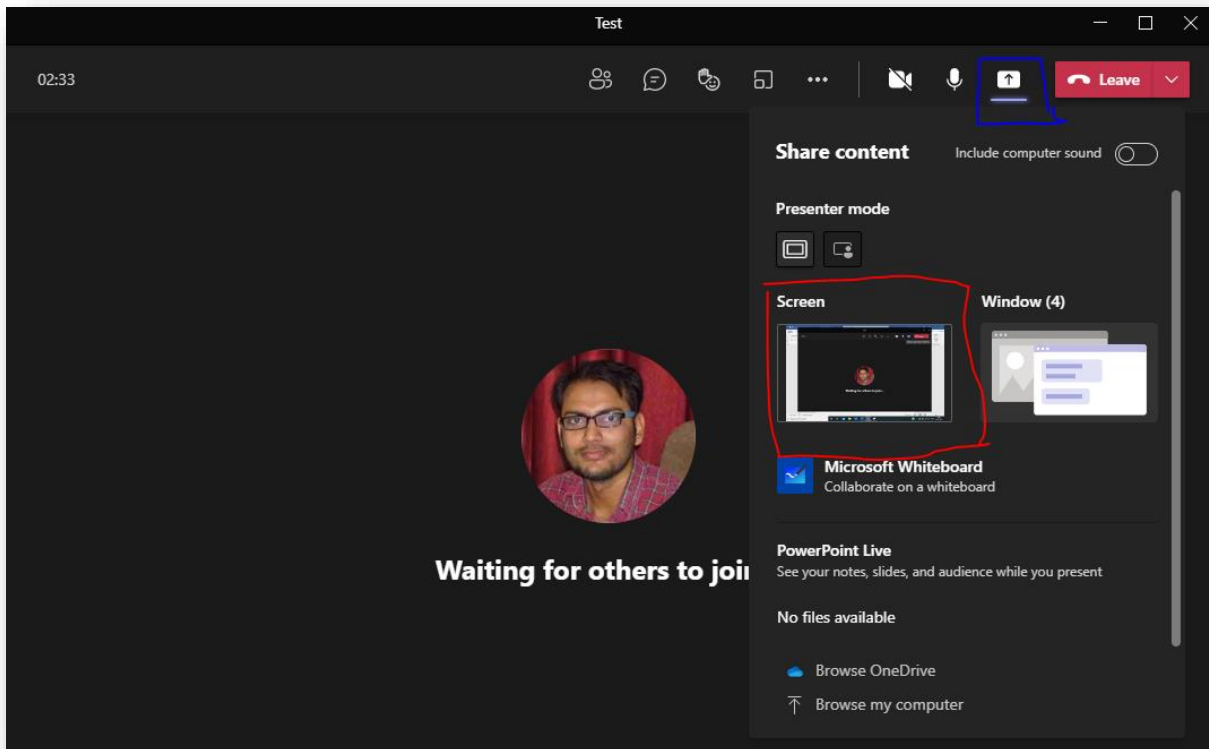 Test
02:33
Leave
Share content
Include computer sound
Presenter mode
Screen
Window (4)
Microsoft Whiteboard
Collaborate on a whiteboard
Waiting for others to joi
PowerPoint Live
See your notes, slides, and audience while you present
No files available
Browse OneDrive
Browse my computer